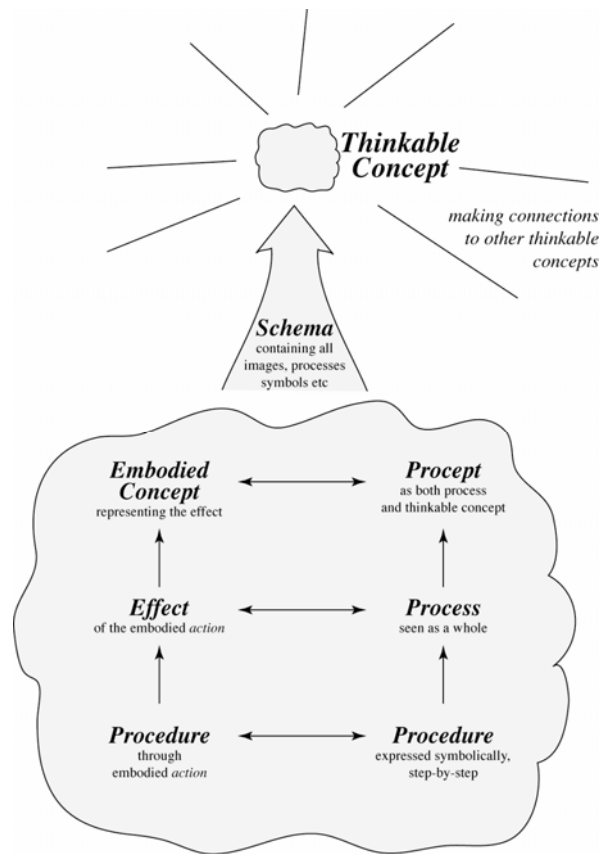 Thinkable
Concept
making connections
to other thinkable
concepts
Schema
containing all
images, processes
symbols etc
Embodied
Concept
representing the effect
Procept
as both process
and thinkable concept
Effect
of the embodied action
Process
seen as a whole
Procedure
through
embodied action
Procedure
expressed symbolically,
step-by-step